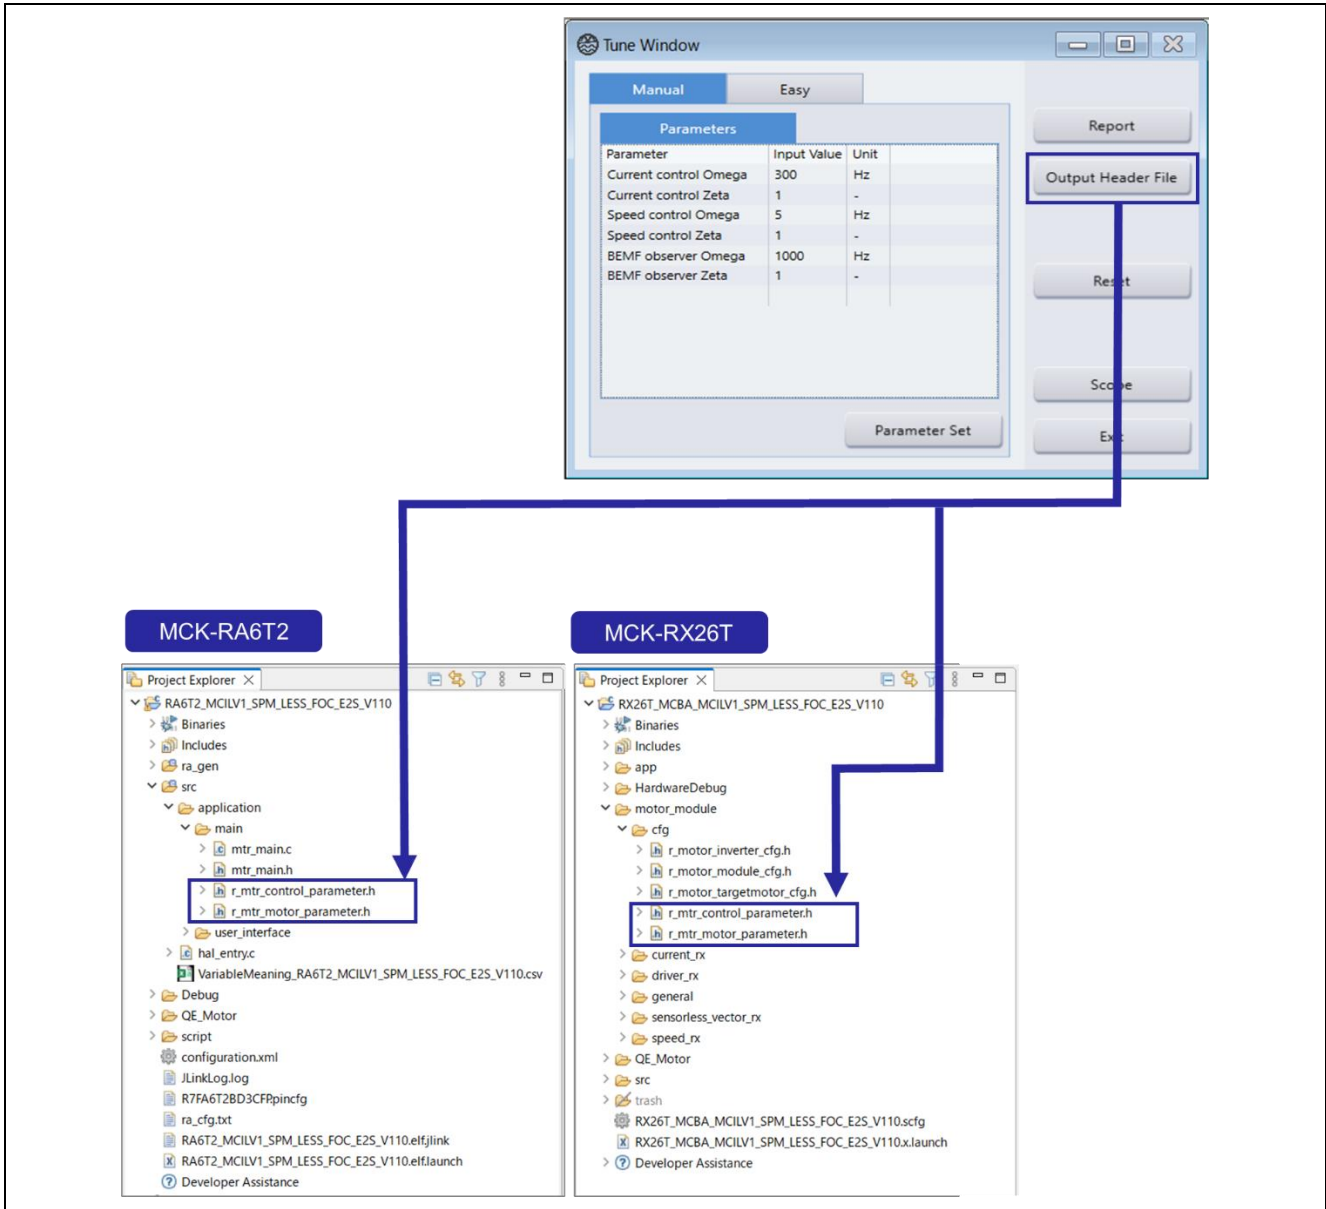 Tune Window
Manual Easy
Parameters
Parameter Input Value Unit
Current control Omega 300 Hz
Current control Zeta 1 -
Speed control Omega 5 Hz
Speed control Zeta 1 -
BEMF observer Omega 1000 Hz
BEMF observer Zeta 1 -
Parameter Set
Report
Output Header File
Reset
Scope
Exit
MCK-RA6T2
Project Explorer
RA6T2_MCILV1_SPM_LESS_FOC_E2S_V110
Binaries
Includes
ra_gen
src
application
main
mtr_main.c
mtr_main.h
r_mtr_control_parameter.h
r_mtr_motor_parameter.h
user_interface
hal_entry.c
VariableMeaning_RA6T2_MCILV1_SPM_LESS_FOC_E2S_V110.csv
Debug
QE_Motor
script
configuration.xml
JLinkLog.log
R7FA6T2BD3CFP.pincfg
ra_cfg.txt
RA6T2_MCILV1_SPM_LESS_FOC_E2S_V110.elf.jlink
RA6T2_MCILV1_SPM_LESS_FOC_E2S_V110.elf.launch
Developer Assistance
MCK-RX26T
Project Explorer
RX26T_MCBA_MCILV1_SPM_LESS_FOC_E2S_V110
Binaries
Includes
app
HardwareDebug
motor_module
cfg
r_motor_inverter_cfg.h
r_motor_module_cfg.h
r_motor_targetmotor_cfg.h
r_mtr_control_parameter.h
r_mtr_motor_parameter.h
current_rx
driver_rx
general
sensorless_vector_rx
speed_rx
QE_Motor
src
trash
RX26T_MCBA_MCILV1_SPM_LESS_FOC_E2S_V110.scfg
RX26T_MCBA_MCILV1_SPM_LESS_FOC_E2S_V110.x.launch
Developer Assistance